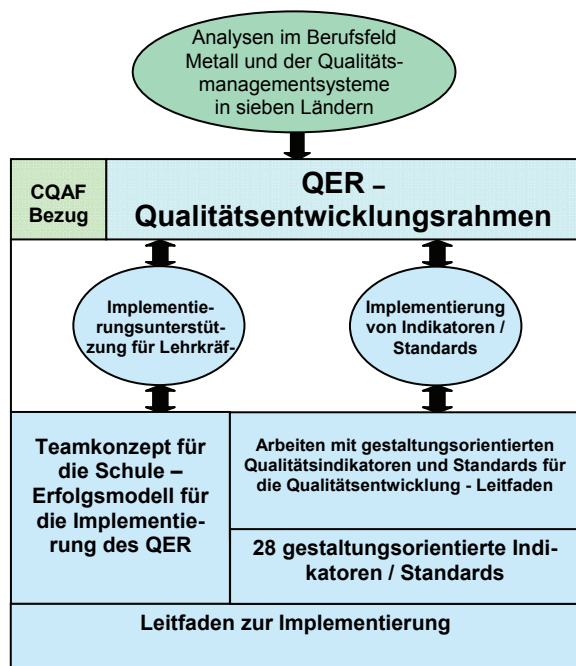 Analysen im Berufsfeld
Metall und der Qualitäts-
managementsysteme
in sieben Ländern
CQAF
Bezug
QER –
Qualitätsentwicklungsrahmen
Implementie-
rungsunterstüt-
zung für Lehrkräf-
Implementierung
von Indikatoren /
Standards
Teamkonzept für
die Schule –
Erfolgsmodell für
die Implementie-
rung des QER
Arbeiten mit gestaltungsorientierten
Qualitätsindikatoren und Standards für
die Qualitätsentwicklung - Leitfaden
28 gestaltungsorientierte Indi-
katoren / Standards
Leitfaden zur Implementierung